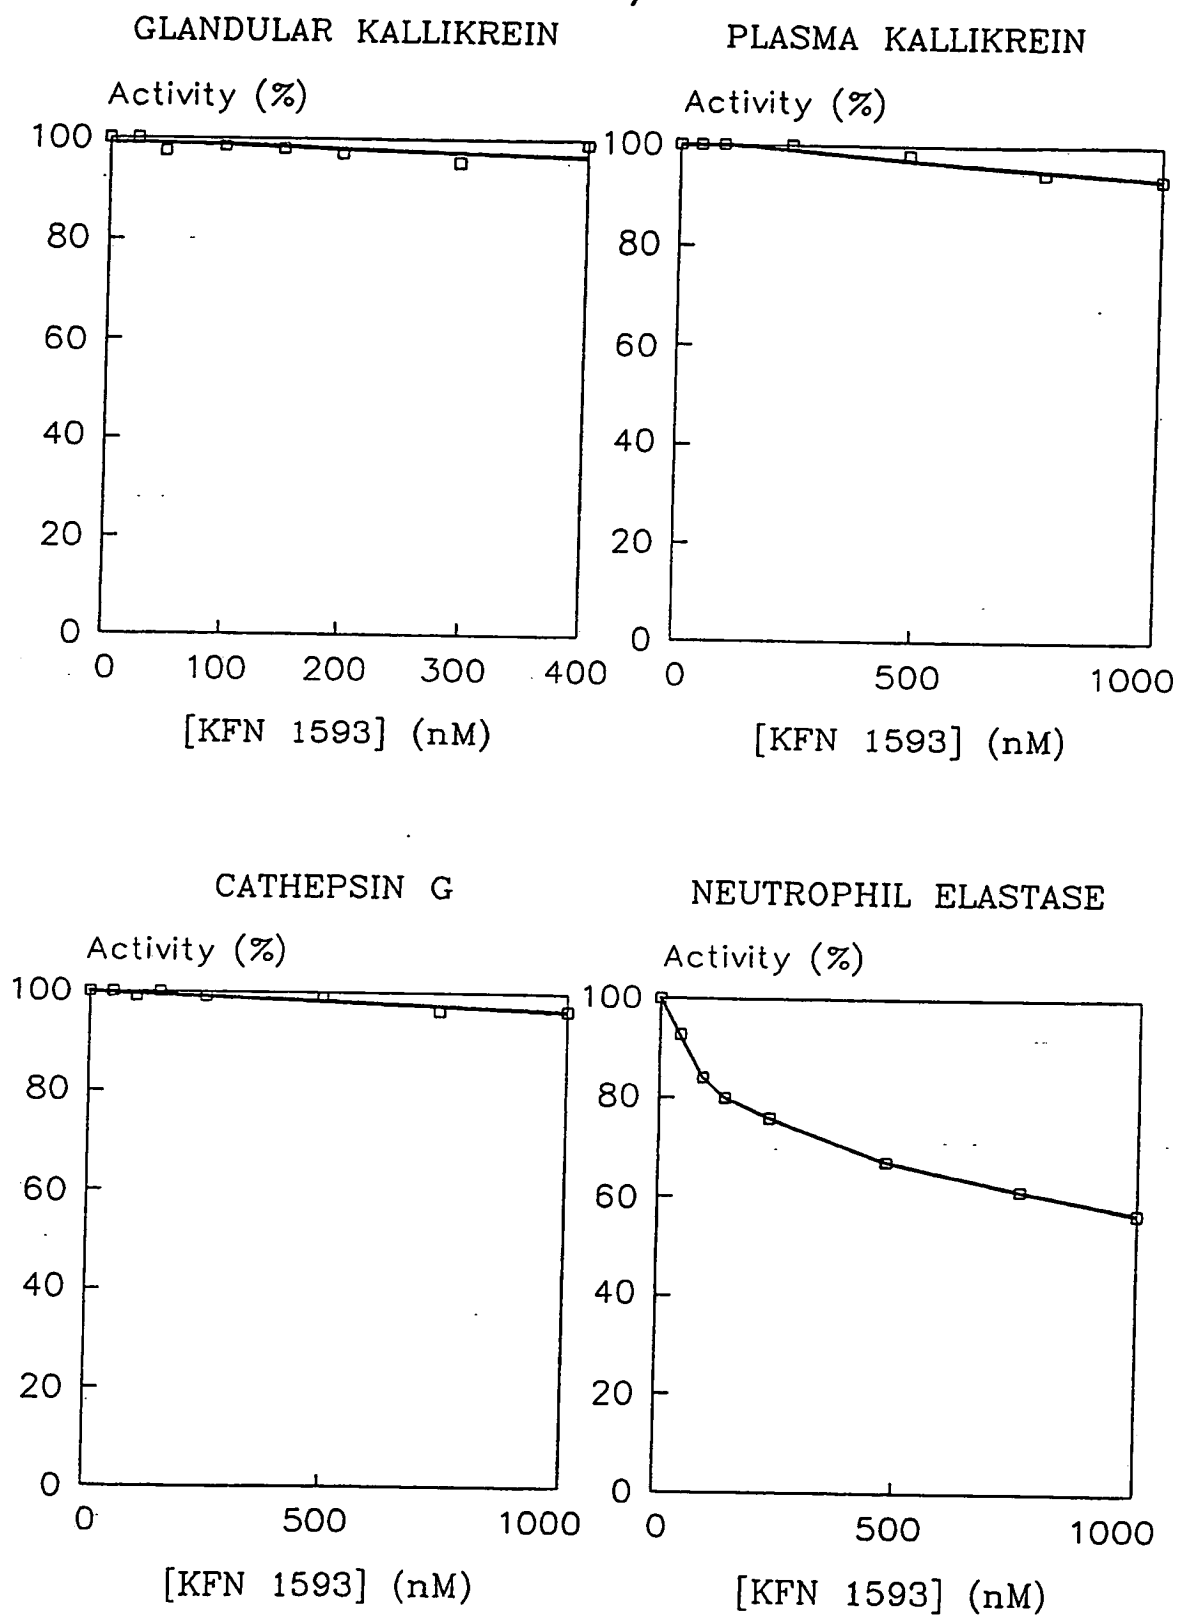 GLANDULAR KALLIKREIN
Activity (%)
100
80
60
40
20
0
0 100 200 300 400
[KFN 1593] (nM)
PLASMA KALLIKREIN
Activity (%)
100
80
60
40
20
0
0 500 1000
[KFN 1593] (nM)
CATHEPSIN G
Activity (%)
100
80
60
40
20
0
0 500 1000
[KFN 1593] (nM)
NEUTROPHIL ELASTASE
Activity (%)
100
80
60
40
20
0
0 500 1000
[KFN 1593] (nM)